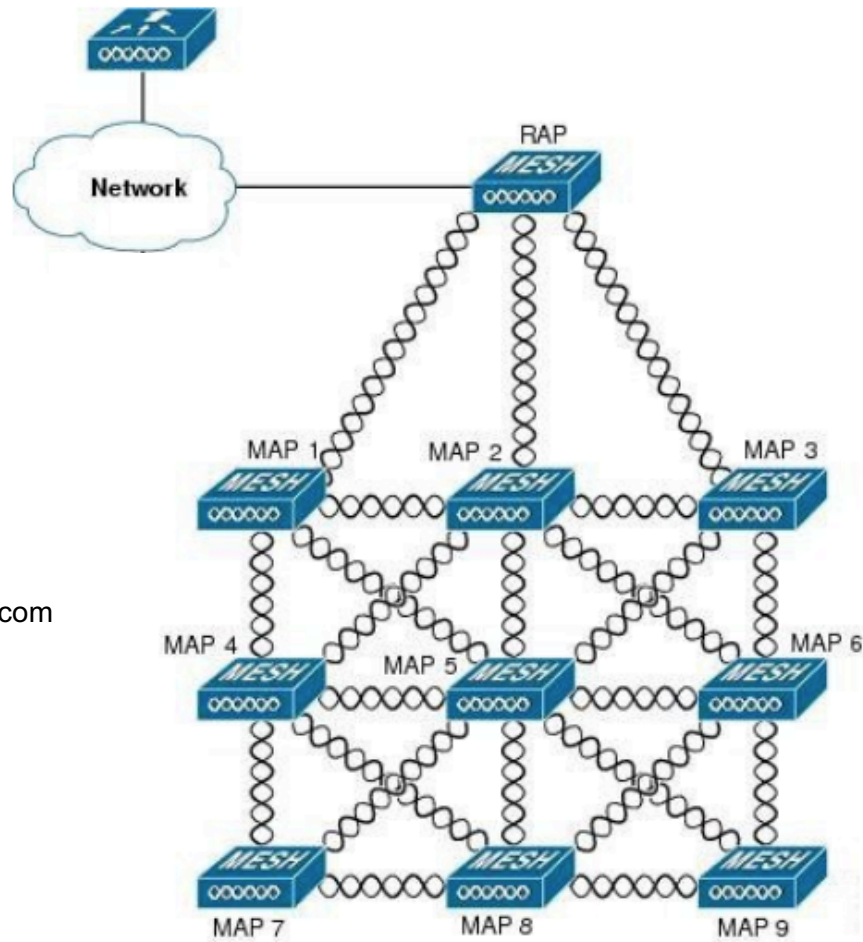 RAP
MESH
Network
MAP 1
MAP 2
MAP 3
MESH
MESH
MESH
com
MAP 4
MAP 5
MAP 6
MESH
MESH
MESH
MESH
MESH
MESH
MAP 7
MAP 8
MAP 9